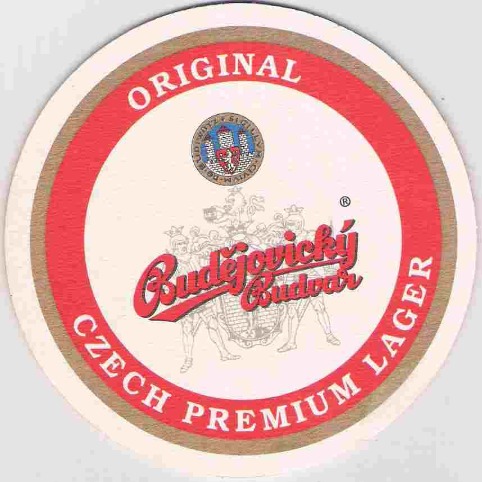 ORIGINAL
Budějovický
Budvar
®
CZECH PREMIUM LAGER